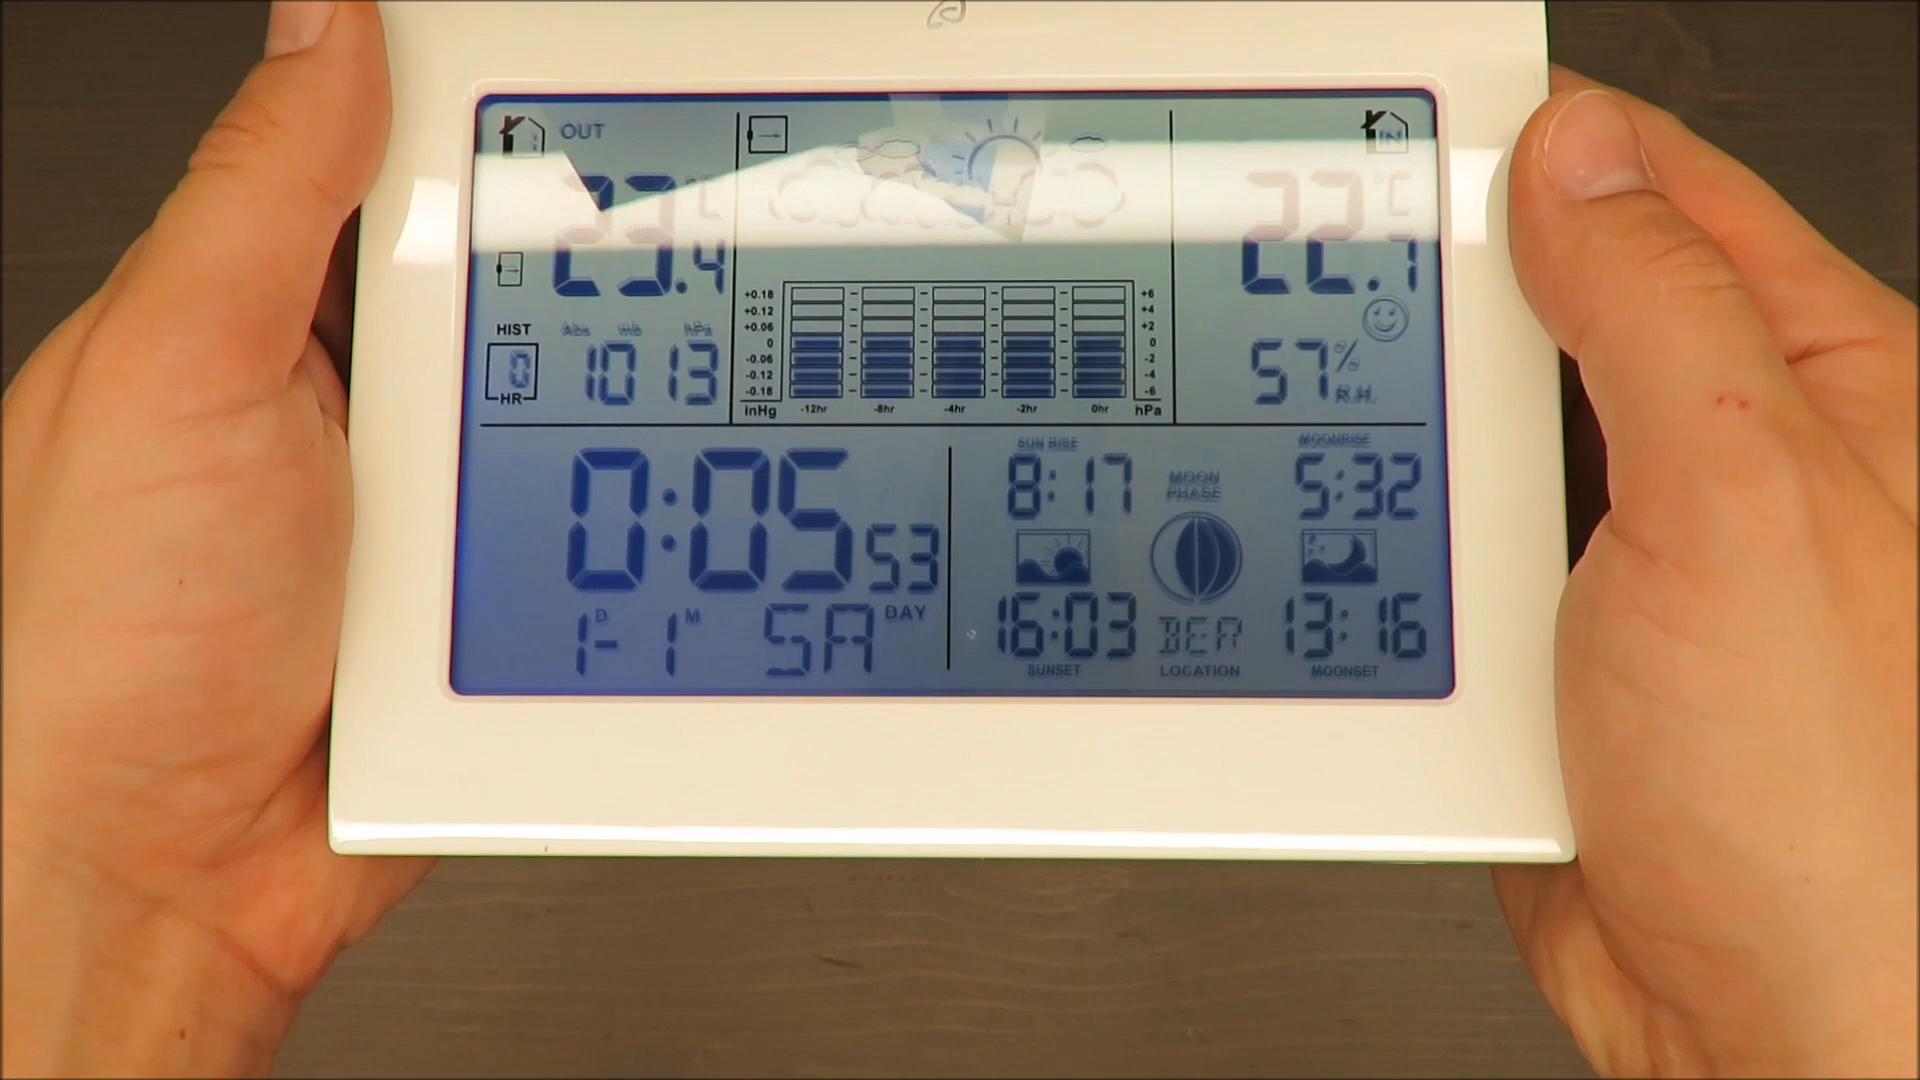 OUT
IN
23.4 °C
22.7 °C
HIST
0
HR
Abs mb hPa
1013
+0.18
+0.12
+0.06
0
-0.06
-0.12
-0.18
inHg
-12hr -8hr -4hr -2hr 0hr
+6
+4
+2
0
-2
-4
-6
hPa
57%
R.H.
0:05 53
D M DAY
1- 1 SA
SUN RISE
8:17
MOON
PHASE
MOONRISE
5:32
16:03
SUNSET
BER
LOCATION
13:16
MOONSET